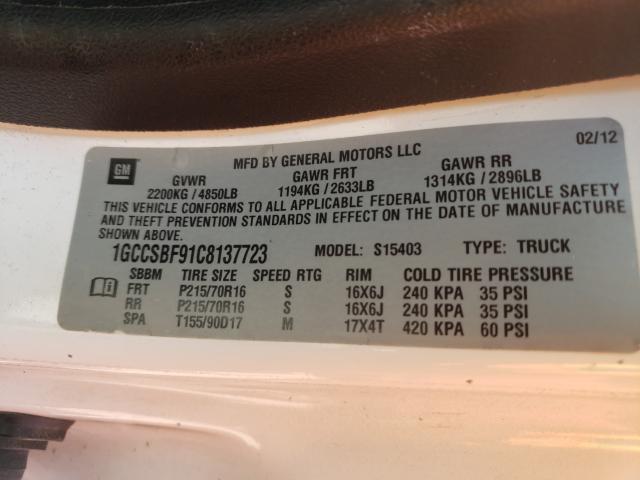 02/12
GM
MFD BY GENERAL MOTORS LLC
GVWR GAWR FRT GAWR RR
2200KG / 4850LB 1194KG / 2633LB 1314KG / 2896LB
THIS VEHICLE CONFORMS TO ALL APPLICABLE FEDERAL MOTOR VEHICLE SAFETY
AND THEFT PREVENTION STANDARDS IN EFFECT ON THE DATE OF MANUFACTURE
SHOWN ABOVE.
1GCCSBF91C8137723 MODEL: S15403 TYPE: TRUCK
SBBM TIRE SIZE SPEED RTG RIM COLD TIRE PRESSURE
FRT P215/70R16 S 16X6J 240 KPA 35 PSI
RR P215/70R16 S 16X6J 240 KPA 35 PSI
SPA T155/90D17 M 17X4T 420 KPA 60 PSI